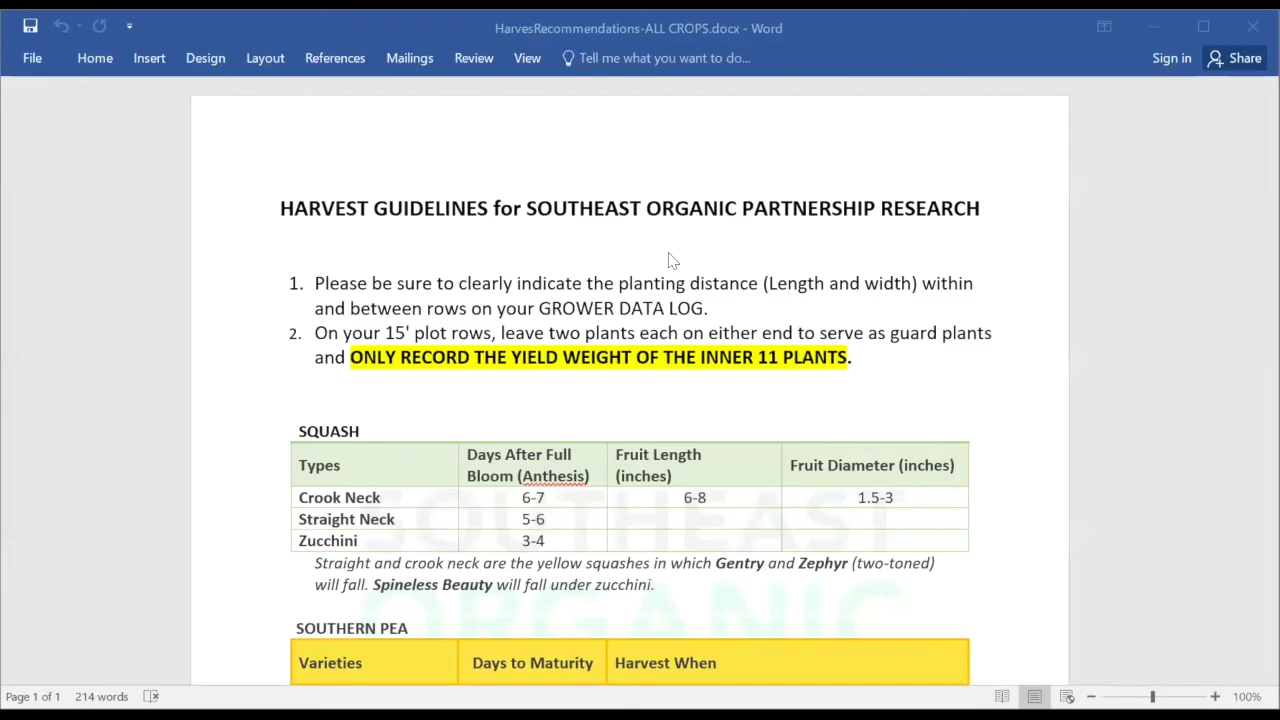 HarvesRecommendations-ALL CROPS.docx - Word
File Home Insert Design Layout References Mailings Review View Tell me what you want to do... Sign in Share
HARVEST GUIDELINES for SOUTHEAST ORGANIC PARTNERSHIP RESEARCH
1. Please be sure to clearly indicate the planting distance (Length and width) within
and between rows on your GROWER DATA LOG.
2. On your 15' plot rows, leave two plants each on either end to serve as guard plants
and ONLY RECORD THE YIELD WEIGHT OF THE INNER 11 PLANTS.
SQUASH
Types
Days After Full
Bloom (Anthesis)
Fruit Length
(inches)
Fruit Diameter (inches)
Crook Neck 6-7 6-8 1.5-3
Straight Neck 5-6
Zucchini 3-4
SOUTHEAST
Straight and crook neck are the yellow squashes in which Gentry and Zephyr (two-toned)
will fall. Spineless Beauty will fall under zucchini.
ORGANIC
SOUTHERN PEA
Varieties Days to Maturity Harvest When
Page 1 of 1 214 words 100%